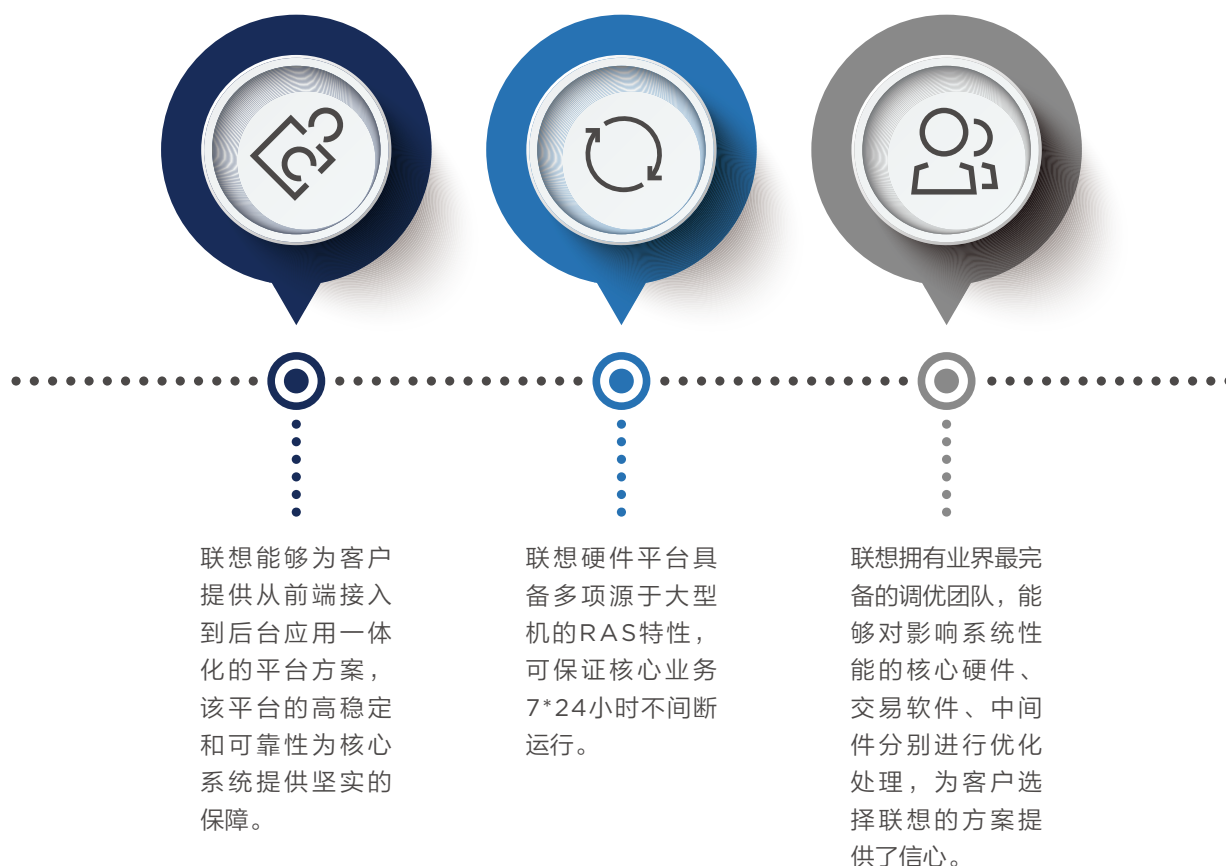 联想能够为客户
提供从前端接入
到后台应用一体
化的平台方案，
该平台的高稳定
和可靠性为核心
系统提供坚实的
保障。
联想硬件平台具
备多项源于大型
机的RAS特性，
可保证核心业务
7*24小时不间断
运行。
联想拥有业界最完
备的调优团队，能
够对影响系统性
能的核心硬件、
交易软件、中间
件分别进行优化
处理，为客户选
择联想的方案提
供了信心。